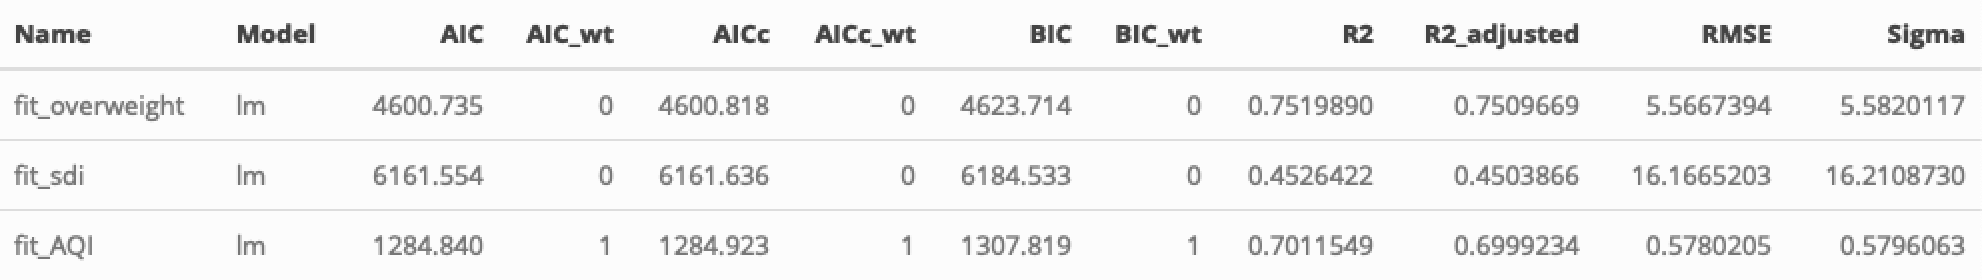 Name Model AIC AIC_wt AICc AICc_wt BIC BIC_wt R2 R2_adjusted RMSE Sigma
fit_overweight lm 4600.735 0 4600.818 0 4623.714 0 0.7519890 0.7509669 5.5667394 5.5820117
fit_sdi lm 6161.554 0 6161.636 0 6184.533 0 0.4526422 0.4503866 16.1665203 16.2108730
fit_AQI lm 1284.840 1 1284.923 1 1307.819 1 0.7011549 0.6999234 0.5780205 0.5796063